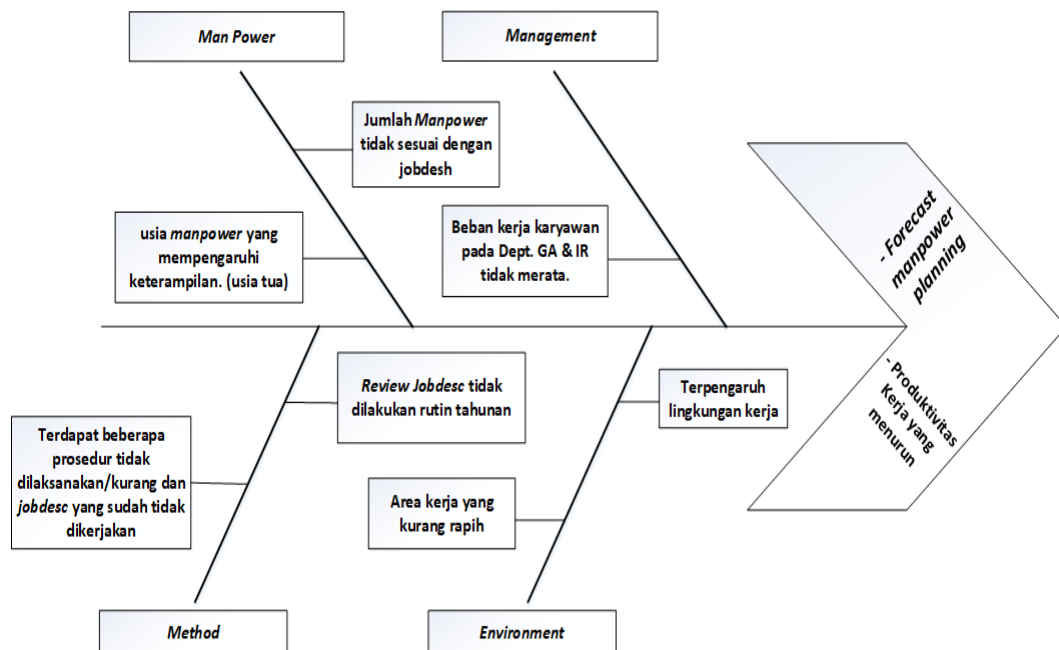 Man Power
Management
Jumlah Manpower
tidak sesuai dengan
jobdesh
usia manpower yang
mempengaruhi
keterampilan. (usia tua)
Beban kerja karyawan
pada Dept. GA & IR
tidak merata.
- Forecast
manpower
planning
- Produktivitas
Kerja yang
menurun
Review Jobdesc tidak
dilakukan rutin tahunan
Terpengaruh
lingkungan kerja
Terdapat beberapa
prosedur tidak
dilaksanakan/kurang dan
jobdesc yang sudah tidak
dikerjakan
Area kerja yang
kurang rapih
Method
Environment